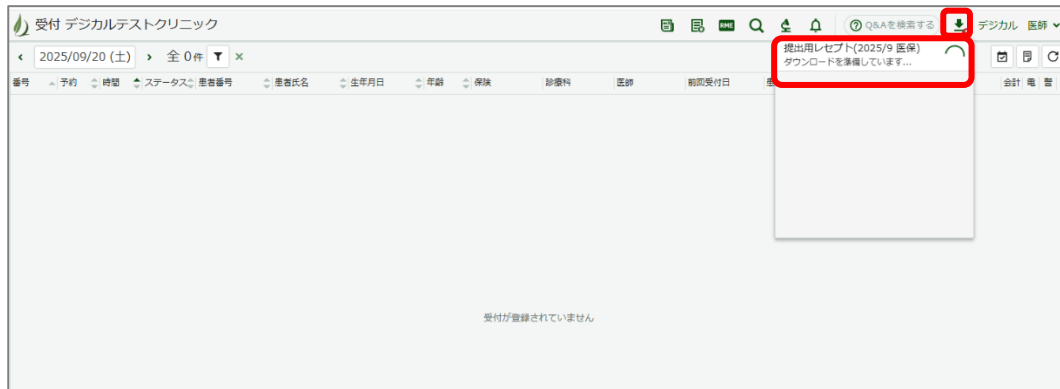 受付 デジカルテストクリニック
RME
Q&Aを検索する
デジカル 医師
2025/09/20 (土)
全 0件
提出用レセプト(2025/9 医保)
ダウンロードを準備しています...
番号 予約 時間 ステータス 患者番号 患者氏名 生年月日 年齢 保険 診療科 医師 前回受付日 会計 電
受付が登録されていません